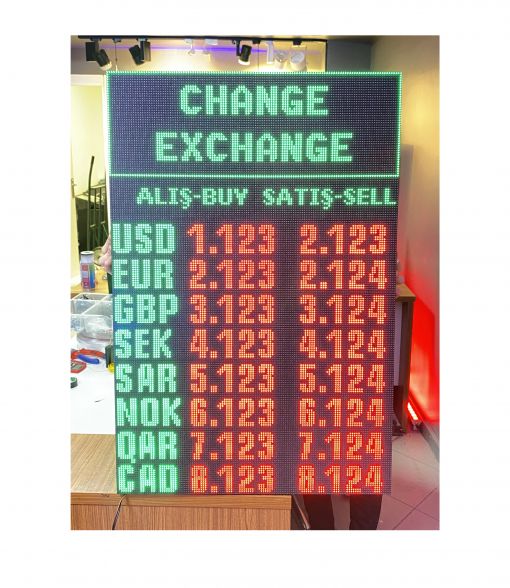 CHANGE
EXCHANGE
ALIŞ-BUY SATIŞ-SELL
USD 1.123 2.123
EUR 2.123 2.124
GBP 3.123 3.124
SEK 4.123 4.124
SAR 5.123 5.124
NOK 6.123 6.124
QAR 7.123 7.124
CAD 8.123 8.124